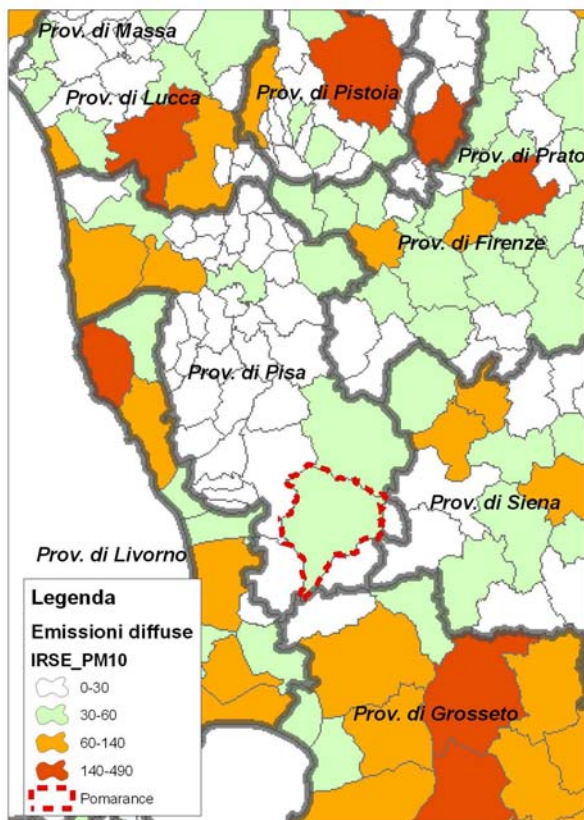 Prov. di Massa
Prov. di Lucca
Prov. di Pistoia
Prov. di Prato
Prov. di Firenze
Prov. di Pisa
Prov. di Siena
Prov. di Livorno
Prov. di Grosseto
Legenda
Emissioni diffuse
IRSE_PM10
0-30
30-60
60-140
140-490
Pomarance